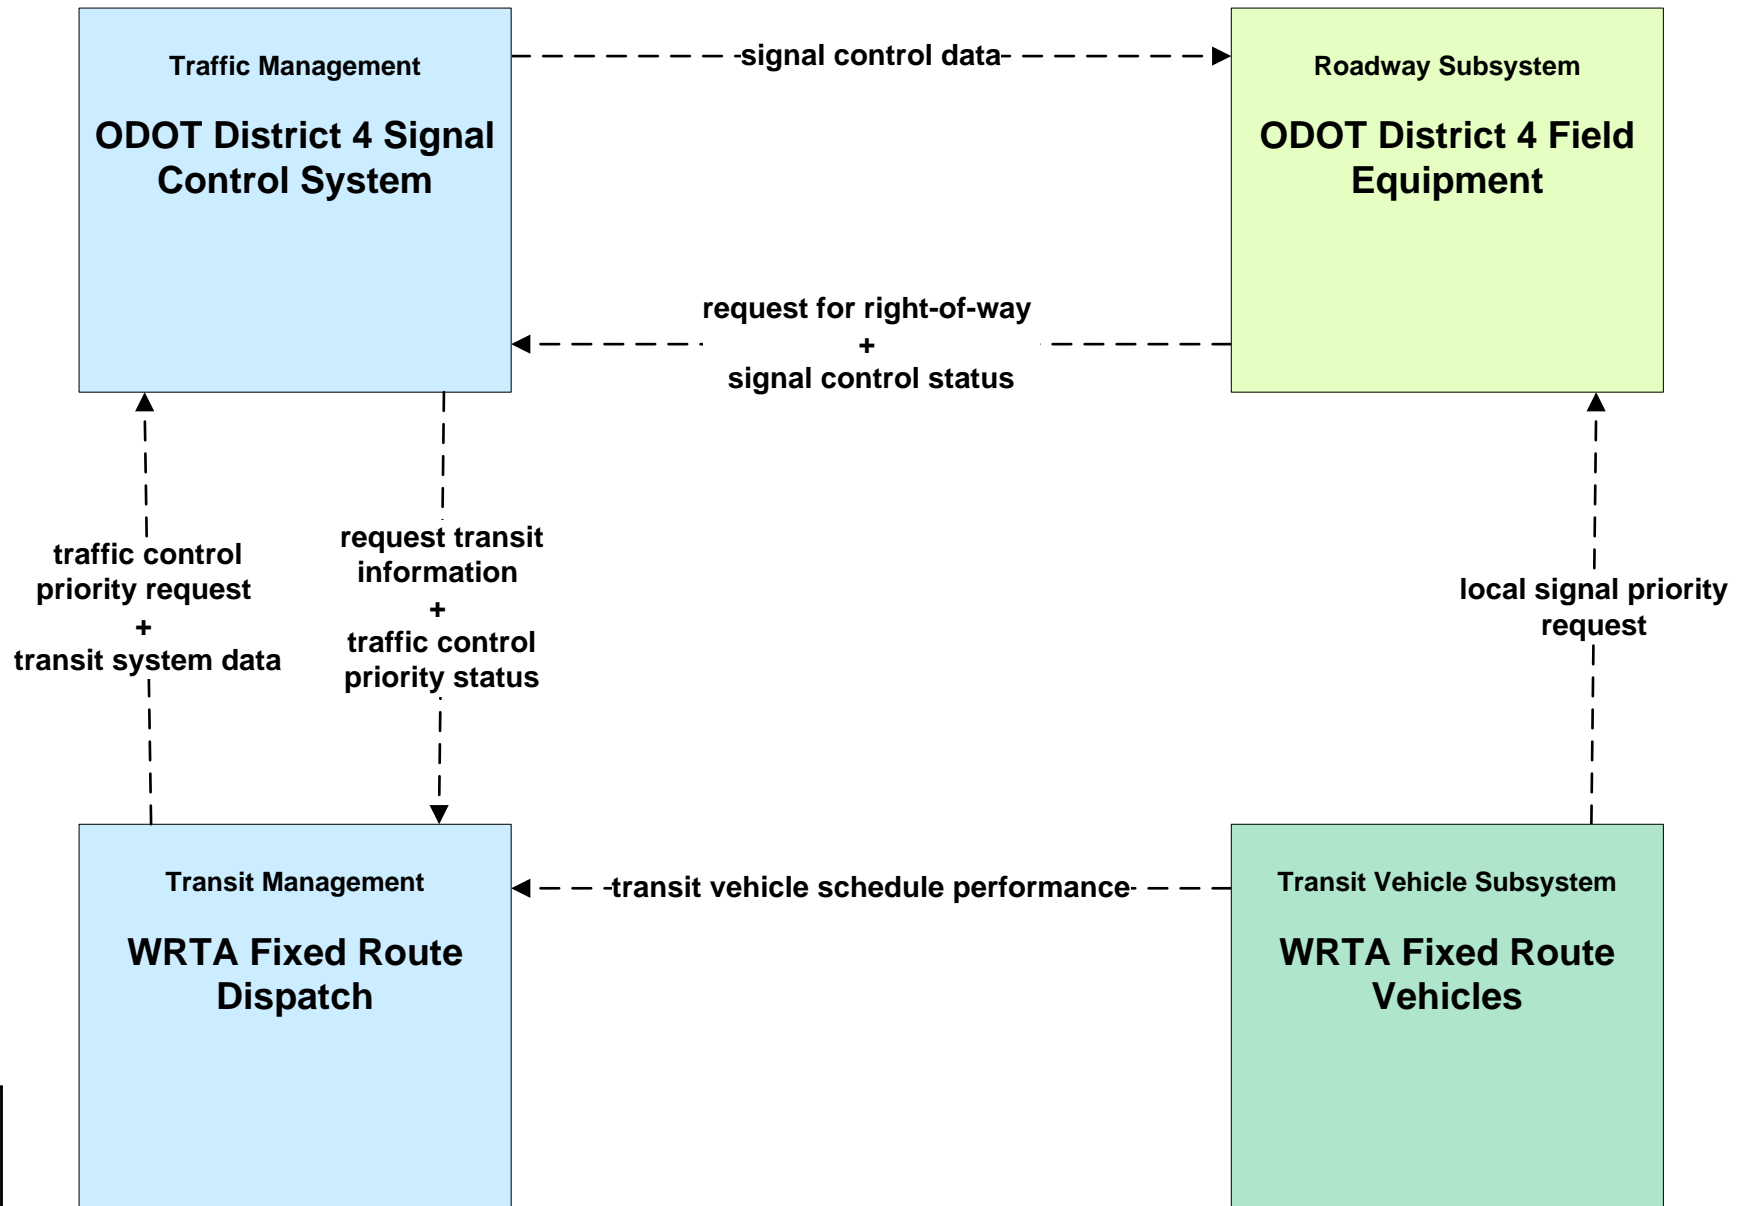 Traffic Management
ODOT District 4 Signal
Control System
signal control data
Roadway Subsystem
ODOT District 4 Field
Equipment
request for right-of-way
+
signal control status
traffic control
priority request
+
transit system data
request transit
information
+
traffic control
priority status
local signal priority
request
Transit Management
WRTA Fixed Route
Dispatch
transit vehicle schedule performance
Transit Vehicle Subsystem
WRTA Fixed Route
Vehicles